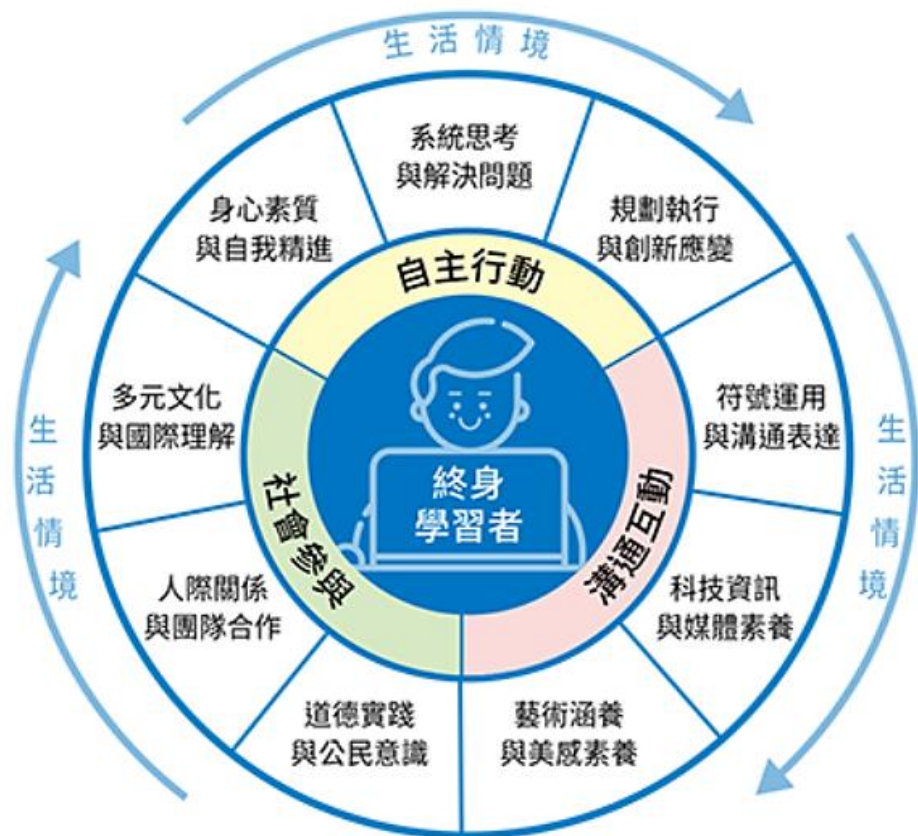 生活情境
系統思考
與解決問題
身心素質
與自我精進
規劃執行
與創新應變
自主行動
多元文化
與國際理解
符號運用
與溝通表達
生活情境
生活情境
終身
學習者
社會參與
溝通互動
人際關係
與團隊合作
科技資訊
與媒體素養
道德實踐
與公民意識
藝術涵養
與美感素養